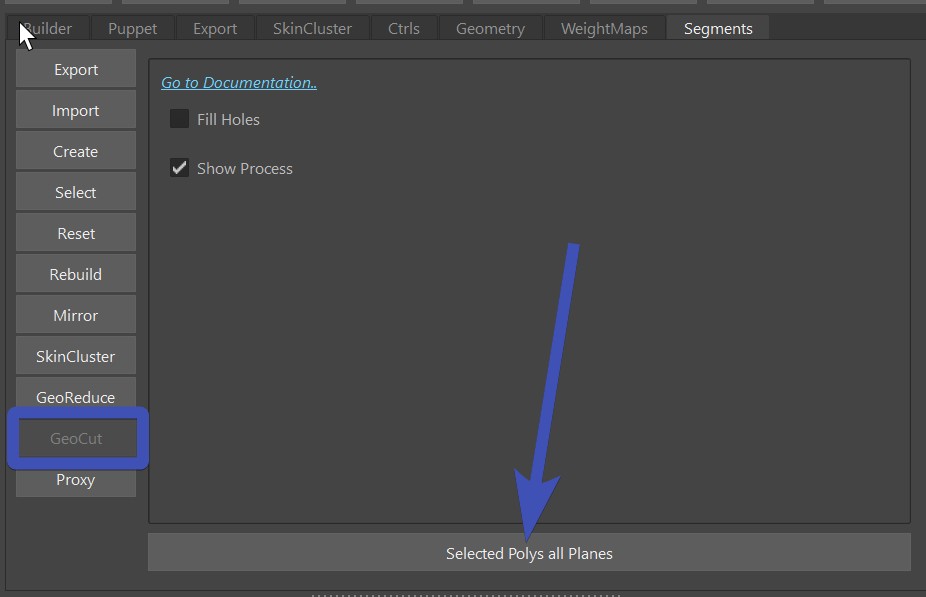 Builder Puppet Export SkinCluster Ctrls Geometry WeightMaps Segments
Export
Import
Create
Select
Reset
Rebuild
Mirror
SkinCluster
GeoReduce
GeoCut
Proxy
Go to Documentation..
Fill Holes
Show Process
Selected Polys all Planes